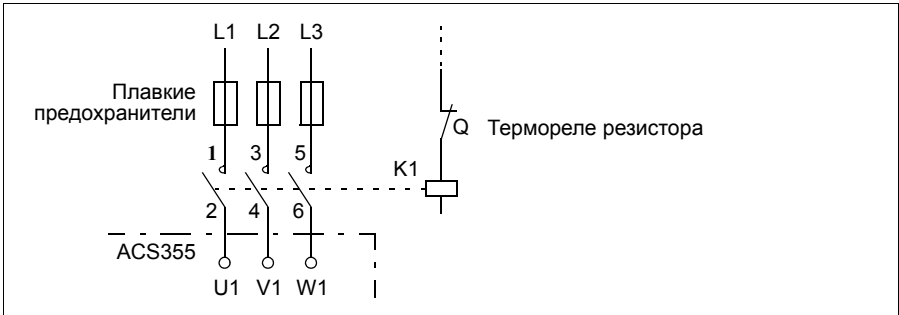 L1 L2 L3
Плавкие
предохранители
Q Термореле резистора
1 3 5
K1
2 4 6
ACS355
U1 V1 W1